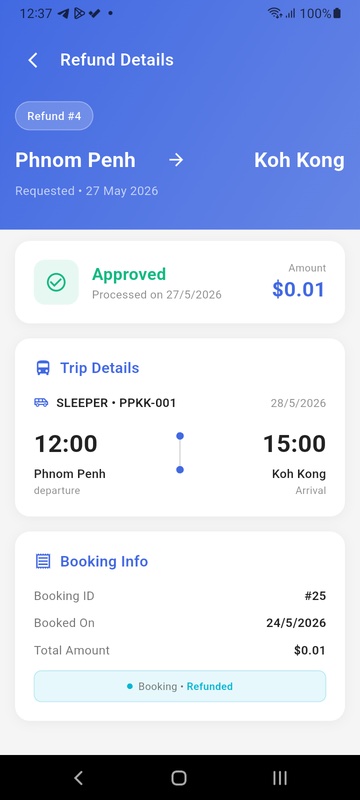 12:37 100%
Refund Details
Refund #4
Phnom Penh → Koh Kong
Requested • 27 May 2026
Approved
Processed on 27/5/2026
Amount
$0.01
Trip Details
SLEEPER • PPKK-001 28/5/2026
12:00 15:00
Phnom Penh Koh Kong
departure Arrival
Booking Info
Booking ID #25
Booked On 24/5/2026
Total Amount $0.01
Booking • Refunded